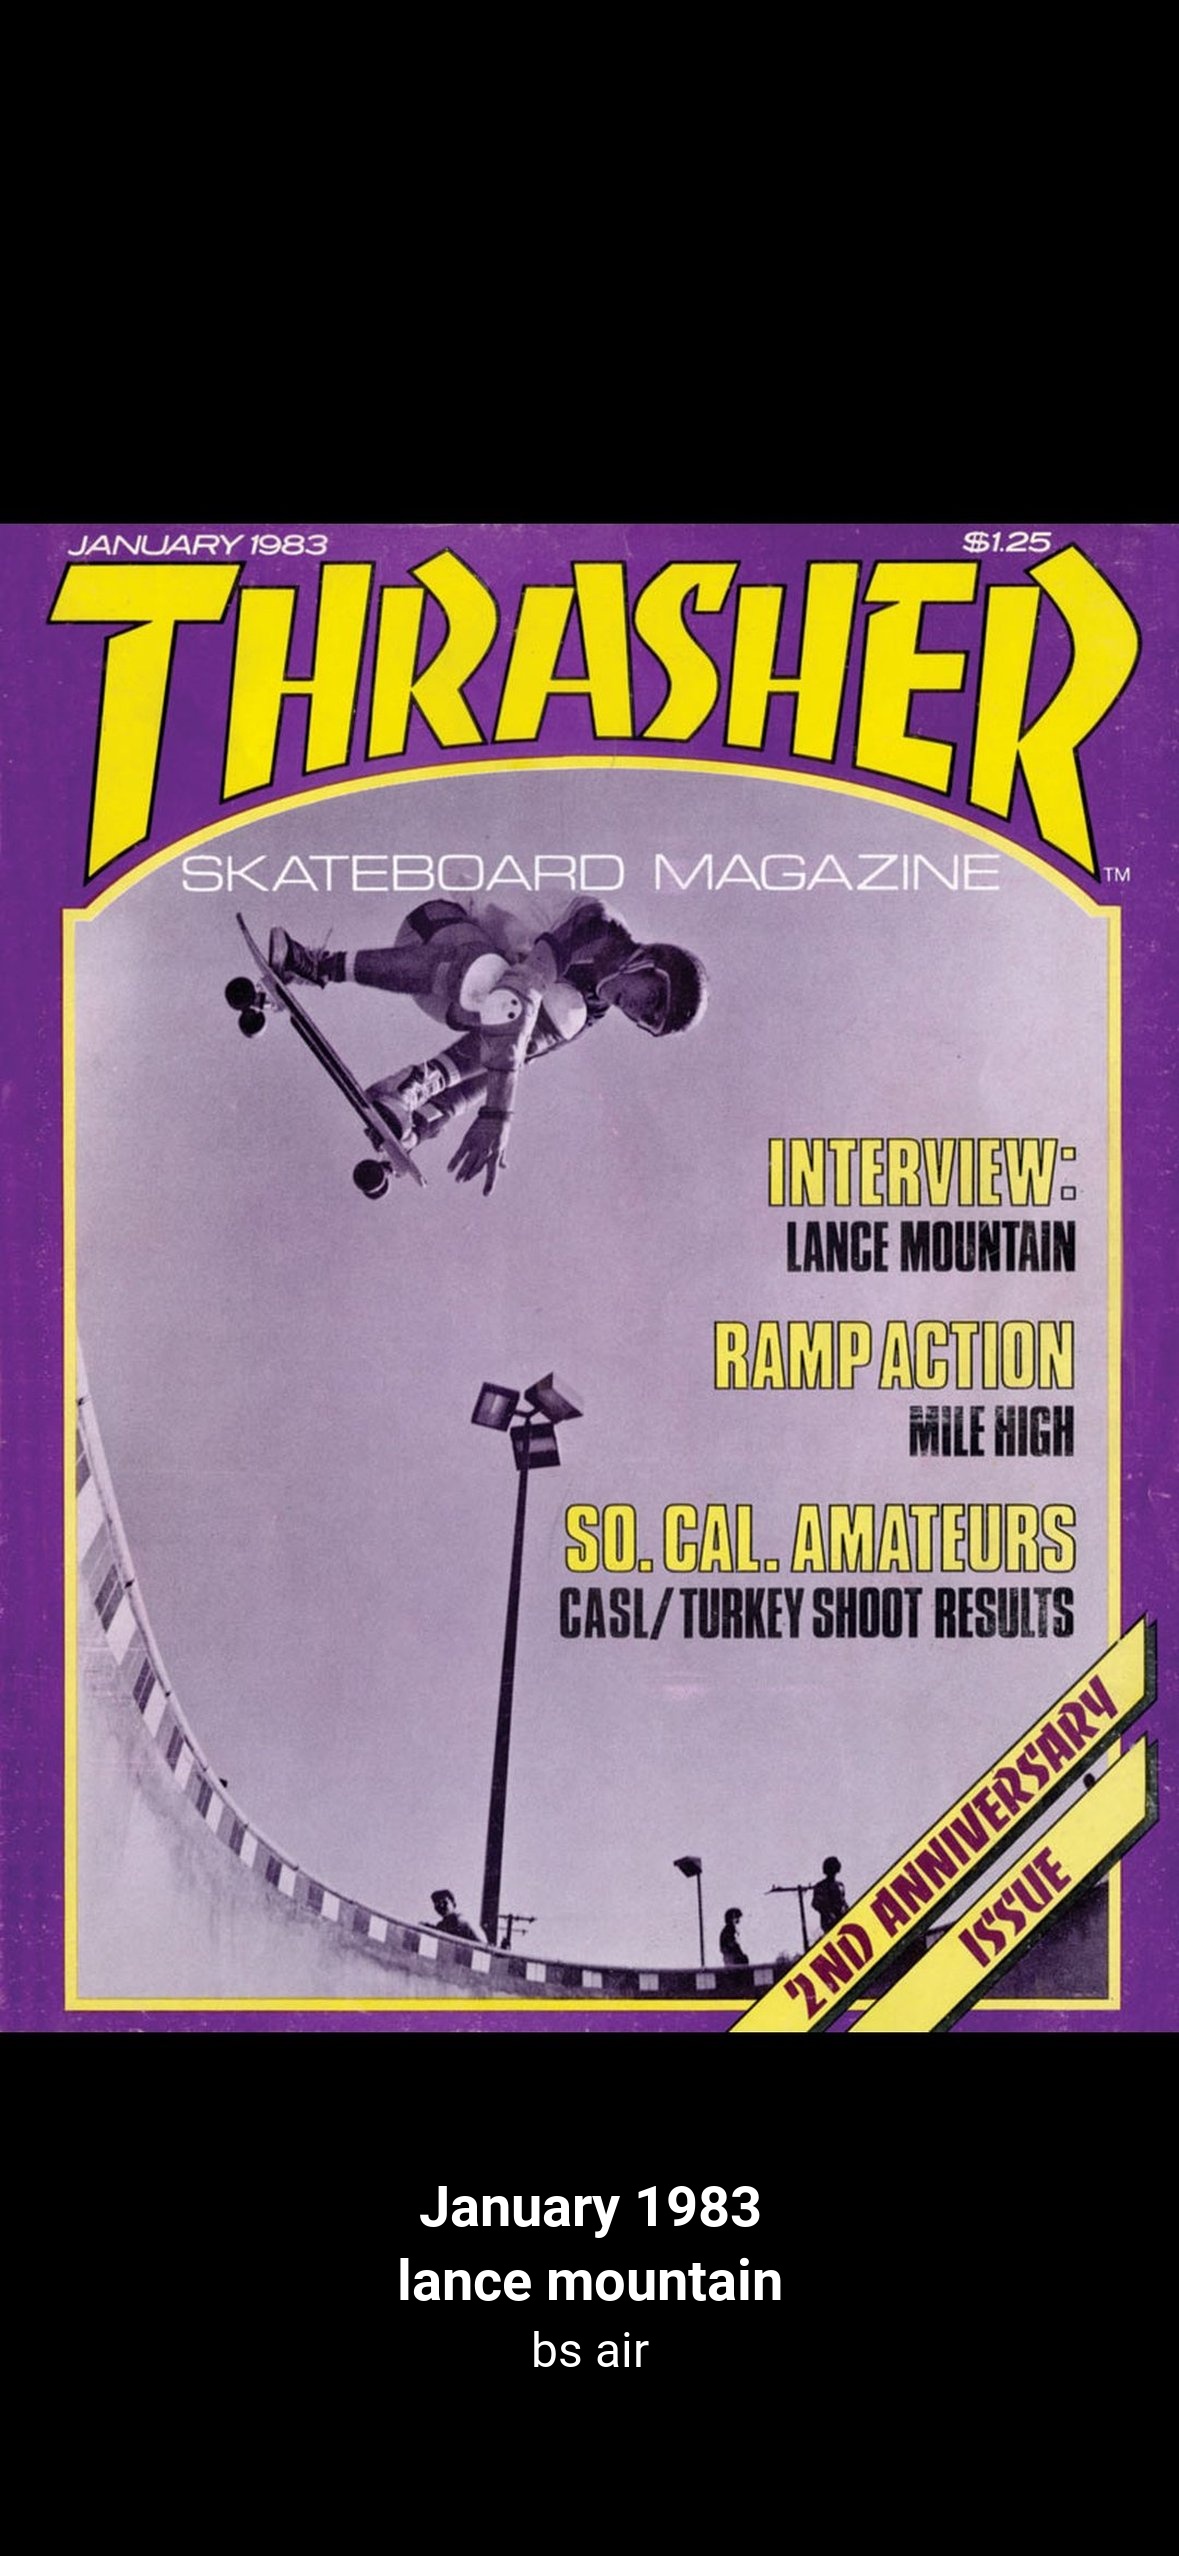 JANUARY 1983
$1.25
THRASHER
TM
SKATEBOARD MAGAZINE
INTERVIEW:
LANCE MOUNTAIN
RAMP ACTION
MILE HIGH
SO. CAL. AMATEURS
CASL/TURKEY SHOOT RESULTS
2ND ANNIVERSARY
ISSUE
January 1983
lance mountain
bs air